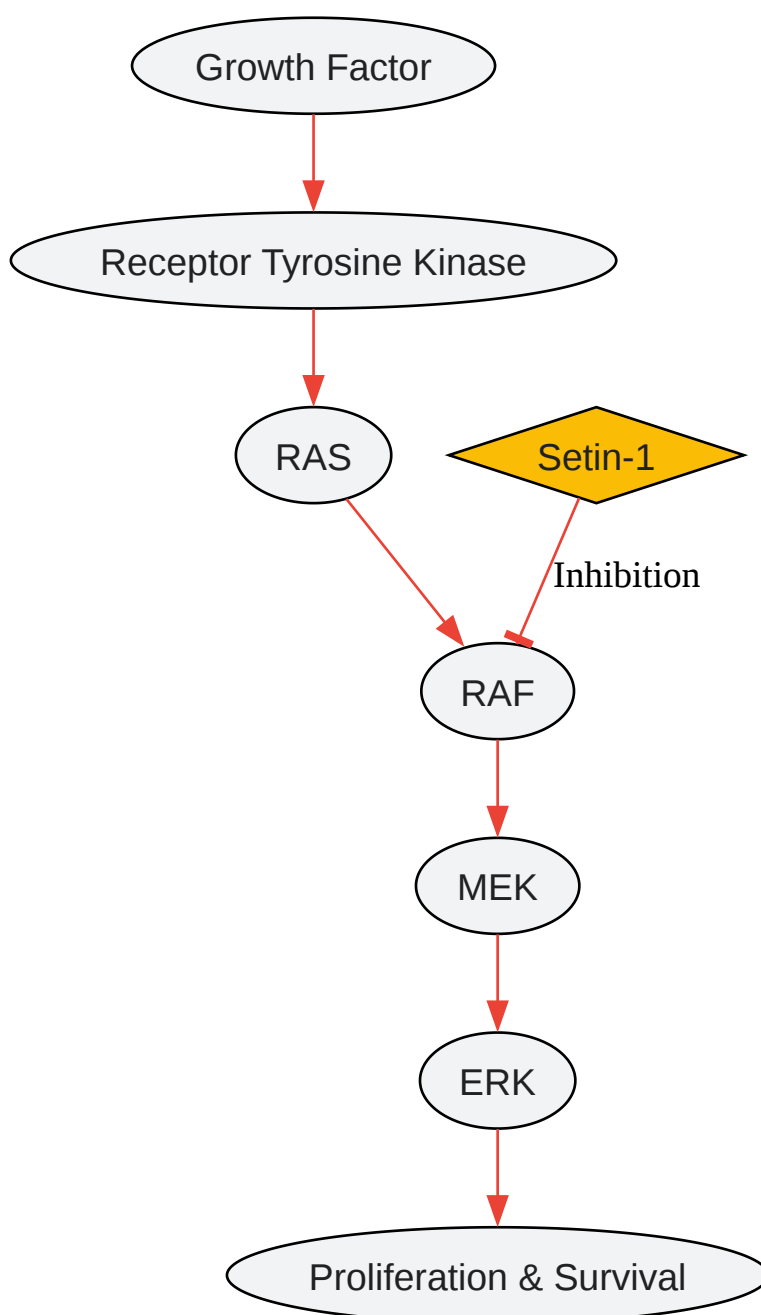 Growth Factor
Receptor Tyrosine Kinase
RAS
Setin-1
Inhibition
RAF
MEK
ERK
Proliferation & Survival